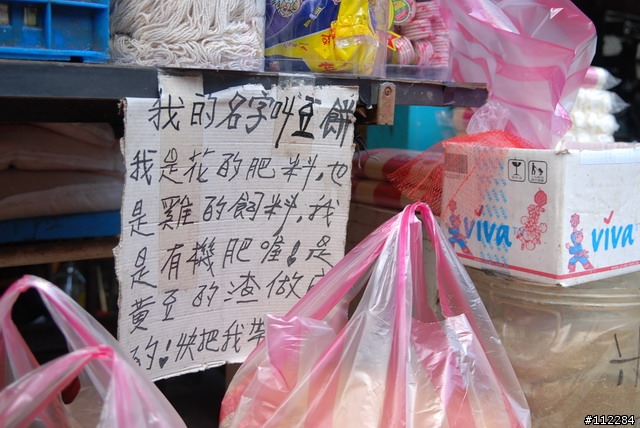 我的名字叫豆餅
我是花的肥料,也
是雞的飼料,我
是有機肥喔!是
黃豆的渣做成
的,快把我帶
viva
viva
#112284